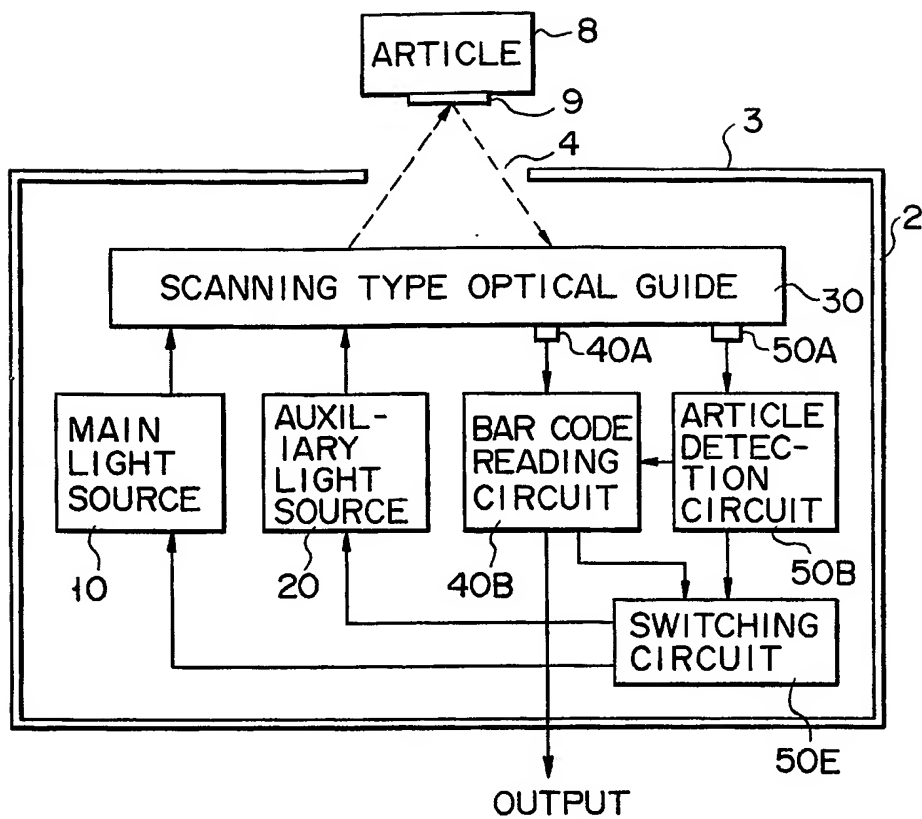 8
ARTICLE
9
3
4
2
SCANNING TYPE OPTICAL GUIDE
30
40A
50A
MAIN
LIGHT
SOURCE
AUXIL-
IARY
LIGHT
SOURCE
BAR CODE
READING
CIRCUIT
ARTICLE
DETEC-
TION
CIRCUIT
10
20
40B
50B
SWITCHING
CIRCUIT
50E
OUTPUT